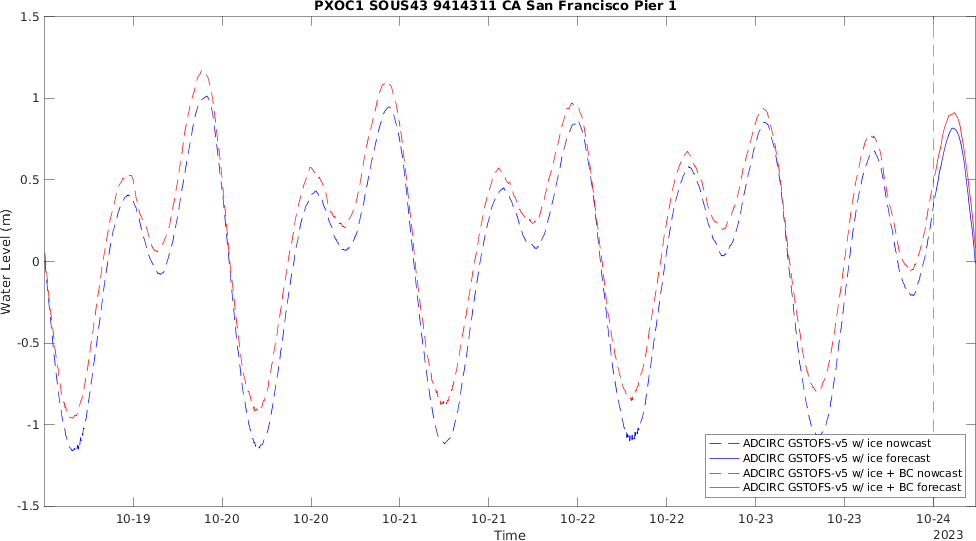 PXOC1 SOUS43 9414311 CA San Francisco Pier 1
1.5
1
0.5
0
-0.5
-1
-1.5
Water Level (m)
10-19
10-20
10-20
10-21
10-21
10-22
10-22
10-23
10-23
10-24
2023
Time
ADCIRC GSTOFS-v5 w/ ice nowcast
ADCIRC GSTOFS-v5 w/ ice forecast
ADCIRC GSTOFS-v5 w/ ice + BC nowcast
ADCIRC GSTOFS-v5 w/ ice + BC forecast